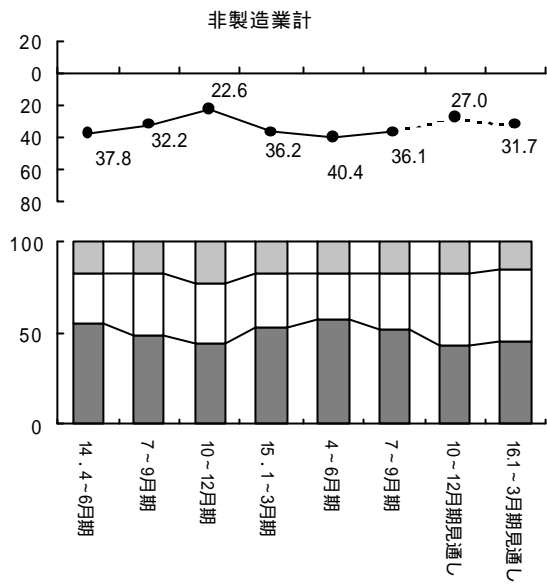 非製造業計
20
0
20
40
60
80
37.8
32.2
22.6
36.2
40.4
36.1
27.0
31.7
100
50
0
14．4~6月期
7~9月期
10~12月期
15．1~3月期
4~6月期
7~9月期
10~12月期見通し
16.1~3月期見通し